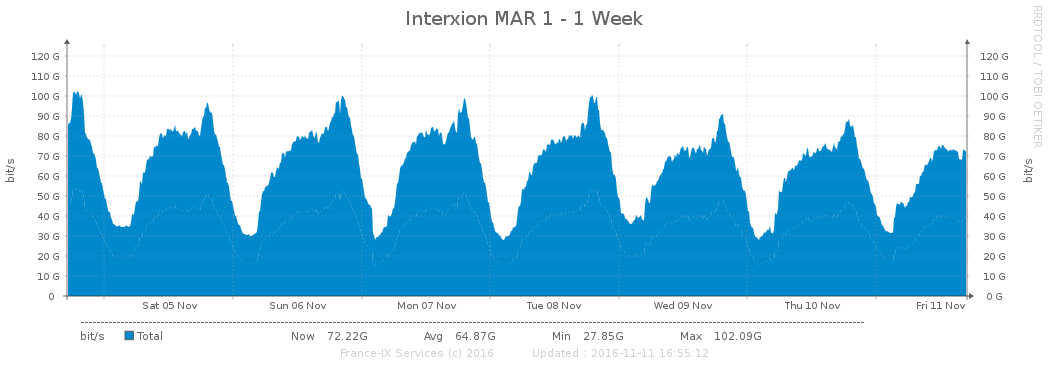 Interxion MAR 1 - 1 Week
RRDTOOL / TOBI OETIKER
bit/s
120 G 120 G
110 G 110 G
100 G 100 G
90 G 90 G
80 G 80 G
70 G 70 G
60 G 60 G
50 G 50 G
40 G 40 G
30 G 30 G
20 G 20 G
10 G 10 G
0 0 G
bit/s
Sat 05 Nov Sun 06 Nov Mon 07 Nov Tue 08 Nov Wed 09 Nov Thu 10 Nov Fri 11 Nov
bit/s Total Now 72.22G Avg 64.87G Min 27.85G Max 102.09G
France-IX Services (c) 2016 Updated : 2016-11-11 16:55:12